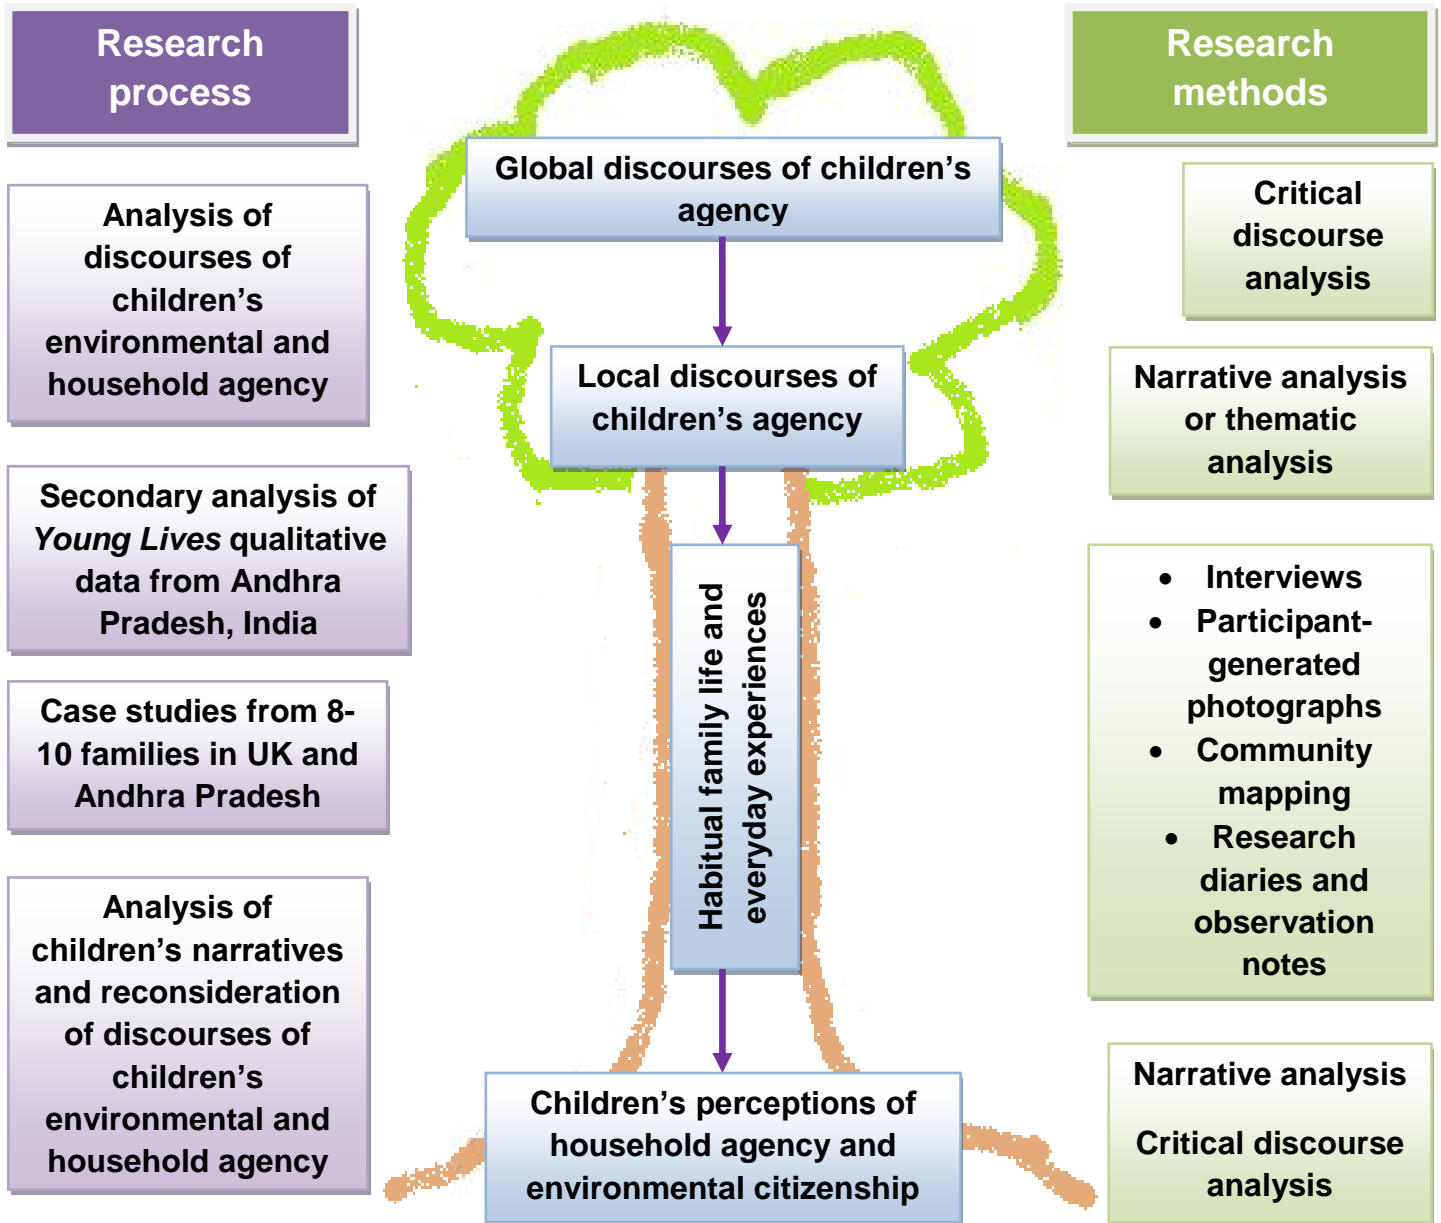 Research
process
Analysis of
discourses of
children’s
environmental and
household agency
Secondary analysis of
Young Lives qualitative
data from Andhra
Pradesh, India
Case studies from 8-
10 families in UK and
Andhra Pradesh
Analysis of
children’s narratives
and reconsideration
of discourses of
children’s
environmental and
household agency
Global discourses of children’s
agency
Local discourses of
children’s agency
Habitual family life and
everyday experiences
Children’s perceptions of
household agency and
environmental citizenship
Research
methods
Critical
discourse
analysis
Narrative analysis
or thematic
analysis
• Interviews
• Participant-
generated
photographs
• Community
mapping
• Research
diaries and
observation
notes
Narrative analysis
Critical discourse
analysis